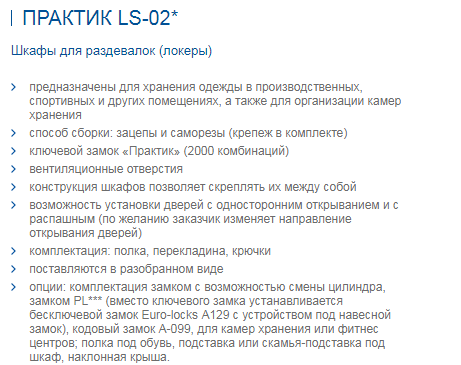 ПРАКТИК LS-02*
Шкафы для раздевалок (локеры)
предназначены для хранения одежды в производственных,
спортивных и других помещениях, а также для организации камер
хранения
способ сборки: зацепы и саморезы (крепеж в комплекте)
ключевой замок «Практик» (2000 комбинаций)
вентиляционные отверстия
конструкция шкафов позволяет скреплять их между собой
возможность установки дверей с односторонним открыванием и с
распашным (по желанию заказчик изменяет направление
открывания дверей)
комплектация: полка, перекладина, крючки
поставляются в разобранном виде
опции: комплектация замком с возможностью смены цилиндра,
замком PL*** (вместо ключевого замка устанавливается
бесключевой замок Euro-locks A129 с устройством под навесной
замок), кодовый замок A-099, для камер хранения или фитнес
центров; полка под обувь, подставка или скамья-подставка под
шкаф, наклонная крыша.